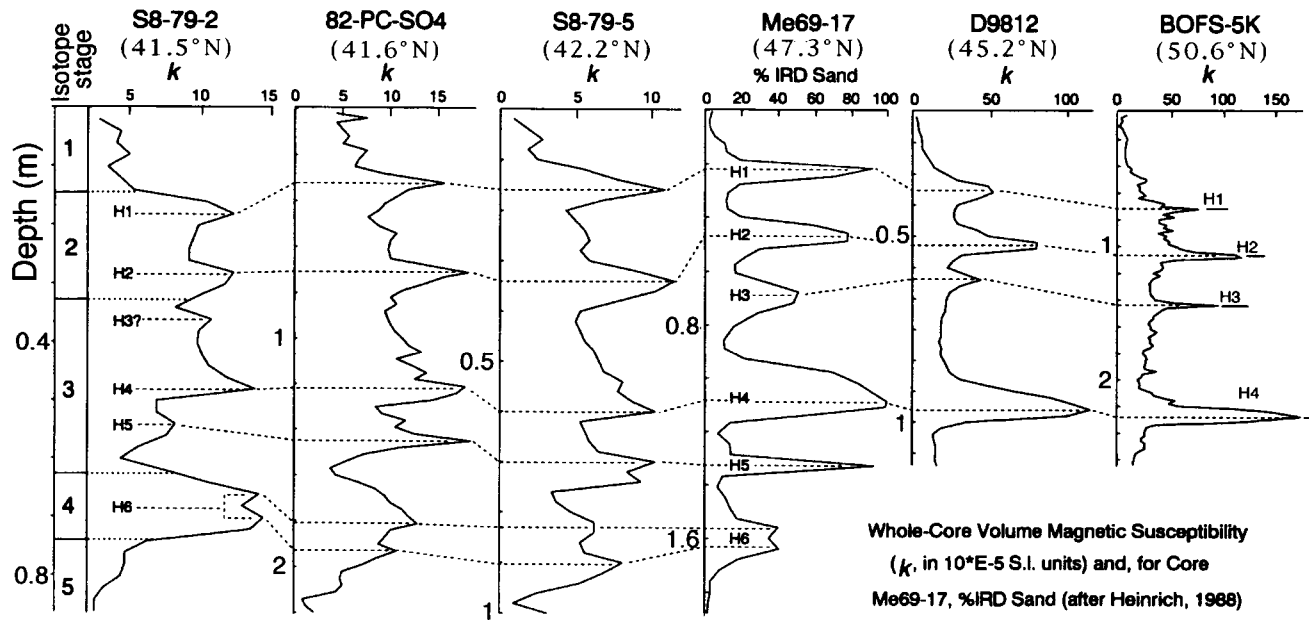 S8-79-2 82-PC-SO4 S8-79-5 Me69-17 D9812 BOFS-5K
(41.5°N) (41.6°N) (42.2°N) (47.3°N) (45.2°N) (50.6°N)
k k k % IRD Sand k k
Isotope stage
Depth (m)
5 10 15
0 5 10 15
0 5 10
0 20 40 60 80 100
0 50 100
0 50 100 150
1
2
3
4
5
0.4
0.8
H1
H2
H3?
H4
H5
H6
1
2
0.5
1
H1
H2
H3
H4
H5
H6
0.8
1.6
0.5
1
H1
H2
H3
H4
1
2
Whole-Core Volume Magnetic Susceptibility
(k, in 10*E-5 S.I. units) and, for Core
Me69-17, %IRD Sand (after Heinrich, 1988)